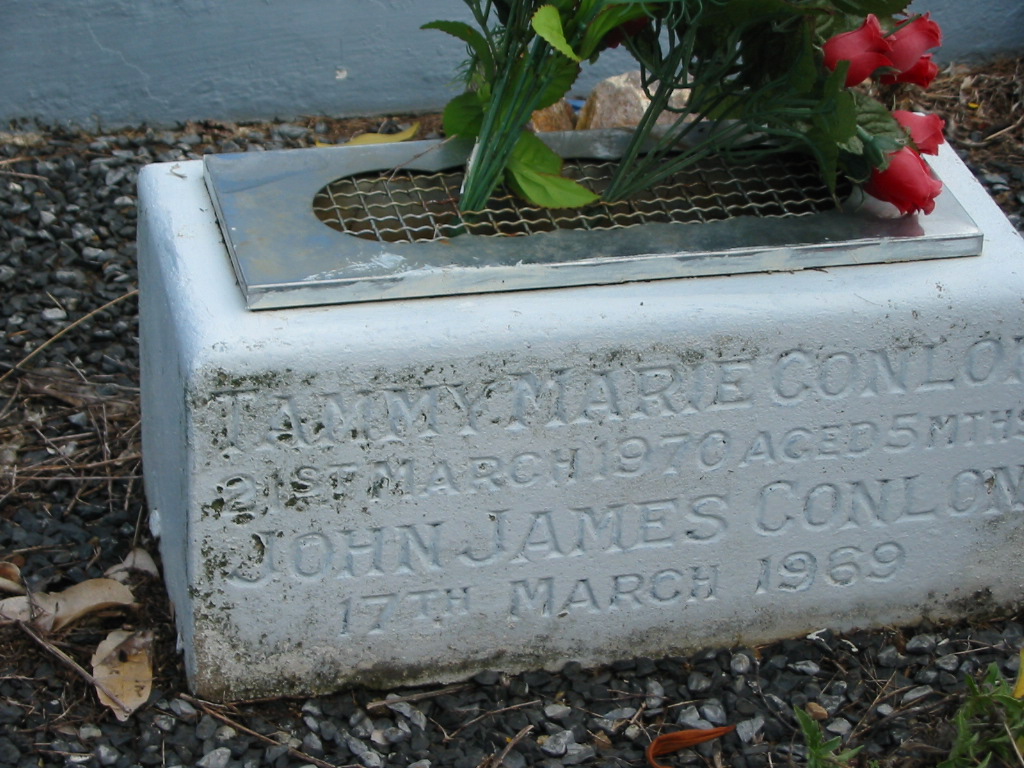 TAMMY MARIE CONLON
21ST MARCH 1970 AGED 5 MTHS
JOHN JAMES CONLON
17TH MARCH 1969